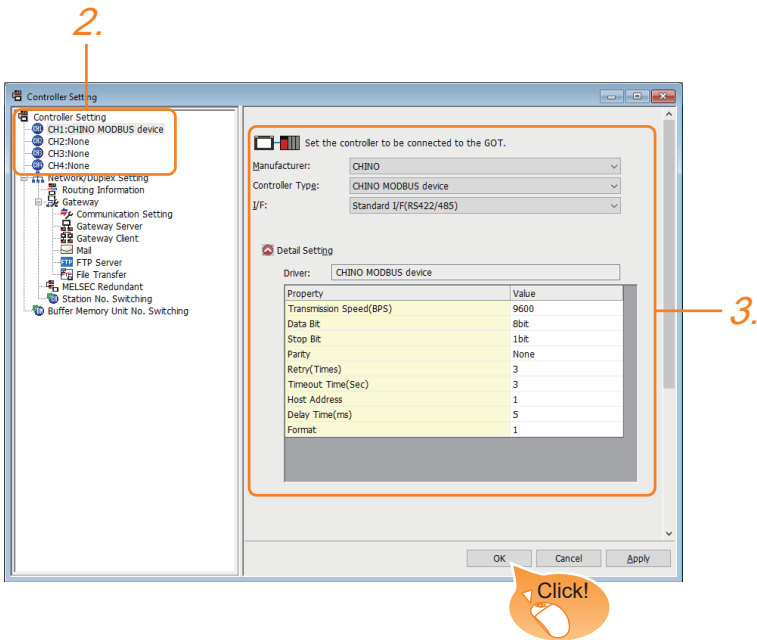 2.
Controller Setting
Controller Setting
CH1:CHINO MODBUS device
CH2:None
CH3:None
CH4:None
Network/Duplex Setting
Routing Information
Gateway
Communication Setting
Gateway Server
Gateway Client
Mail
FTP Server
File Transfer
MELSEC Redundant
Station No. Switching
Buffer Memory Unit No. Switching
Set the controller to be connected to the GOT.
Manufacturer: CHINO
Controller Type: CHINO MODBUS device
I/F: Standard I/F(RS422/485)
Detail Setting
Driver: CHINO MODBUS device
Property Value
Transmission Speed(BPS) 9600
Data Bit 8bit
Stop Bit 1bit
Parity None
Retry(Times) 3
Timeout Time(Sec) 3
Host Address 1
Delay Time(ms) 5
Format 1
3.
OK Cancel Apply
Click!